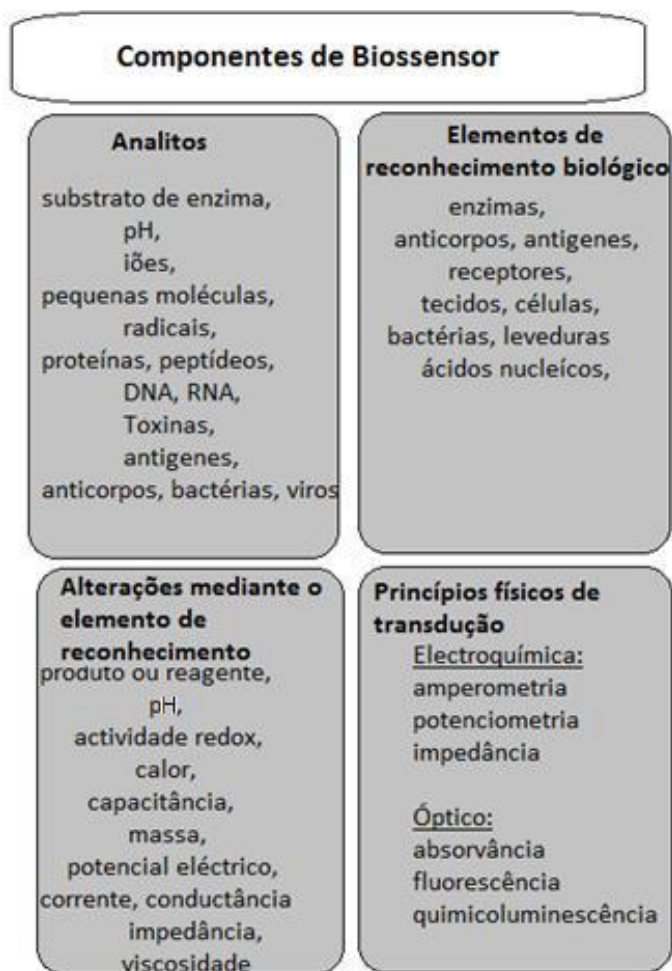 Componentes de Biossensor
Analitos
substrato de enzima,
pH,
iões,
pequenas moléculas,
radicais,
proteínas, peptídeos,
DNA, RNA,
Toxinas,
antigenes,
anticorpos, bactérias, viros
Elementos de
reconhecimento biológico
enzimas,
anticorpos, antigenes,
receptores,
tecidos, células,
bactérias, leveduras
ácidos nucleícos,
Alterações mediante o
elemento de
reconhecimento
produto ou reagente,
pH,
actividade redox,
calor,
capacitância,
massa,
potencial eléctrico,
corrente, conductância
impedância,
viscosidade
Princípios físicos de
transdução
Electroquímica:
amperometria
potenciometria
impedância
Óptico:
absorvância
fluorescência
quimicoluminescência